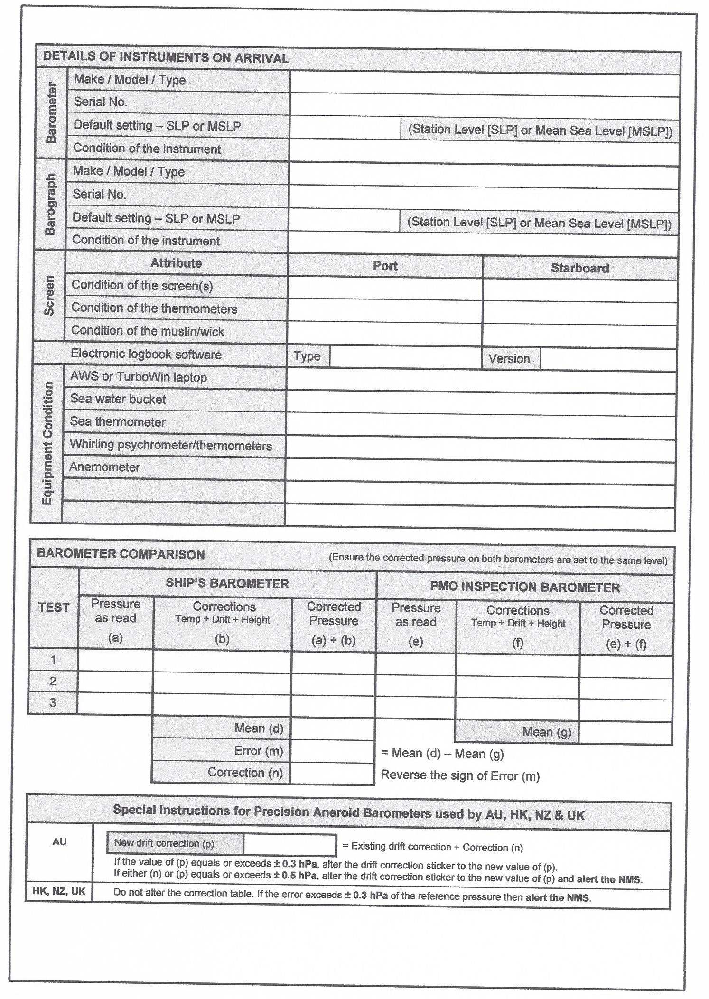 DETAILS OF INSTRUMENTS ON ARRIVAL
Barometer
Make / Model / Type
Serial No.
Default setting – SLP or MSLP
(Station Level [SLP] or Mean Sea Level [MSLP])
Condition of the instrument
Barograph
Make / Model / Type
Serial No.
Default setting – SLP or MSLP
(Station Level [SLP] or Mean Sea Level [MSLP])
Condition of the instrument
Screen
Attribute
Port
Starboard
Condition of the screen(s)
Condition of the thermometers
Condition of the muslin/wick
Electronic logbook software
Type
Version
Equipment Condition
AWS or TurboWin laptop
Sea water bucket
Sea thermometer
Whirling psychrometer/thermometers
Anemometer
BAROMETER COMPARISON
(Ensure the corrected pressure on both barometers are set to the same level)
TEST
SHIP'S BAROMETER
PMO INSPECTION BAROMETER
Pressure
as read
(a)
Corrections
Temp + Drift + Height
(b)
Corrected
Pressure
(a) + (b)
Pressure
as read
(e)
Corrections
Temp + Drift + Height
(f)
Corrected
Pressure
(e) + (f)
1
2
3
Mean (d)
Mean (g)
Error (m)
= Mean (d) – Mean (g)
Correction (n)
Reverse the sign of Error (m)
Special Instructions for Precision Aneroid Barometers used by AU, HK, NZ & UK
AU
New drift correction (p)
= Existing drift correction + Correction (n)
If the value of (p) equals or exceeds ± 0.3 hPa, alter the drift correction sticker to the new value of (p).
If either (n) or (p) equals or exceeds ± 0.5 hPa, alter the drift correction sticker to the new value of (p) and alert the NMS.
HK, NZ, UK
Do not alter the correction table. If the error exceeds ± 0.3 hPa of the reference pressure then alert the NMS.